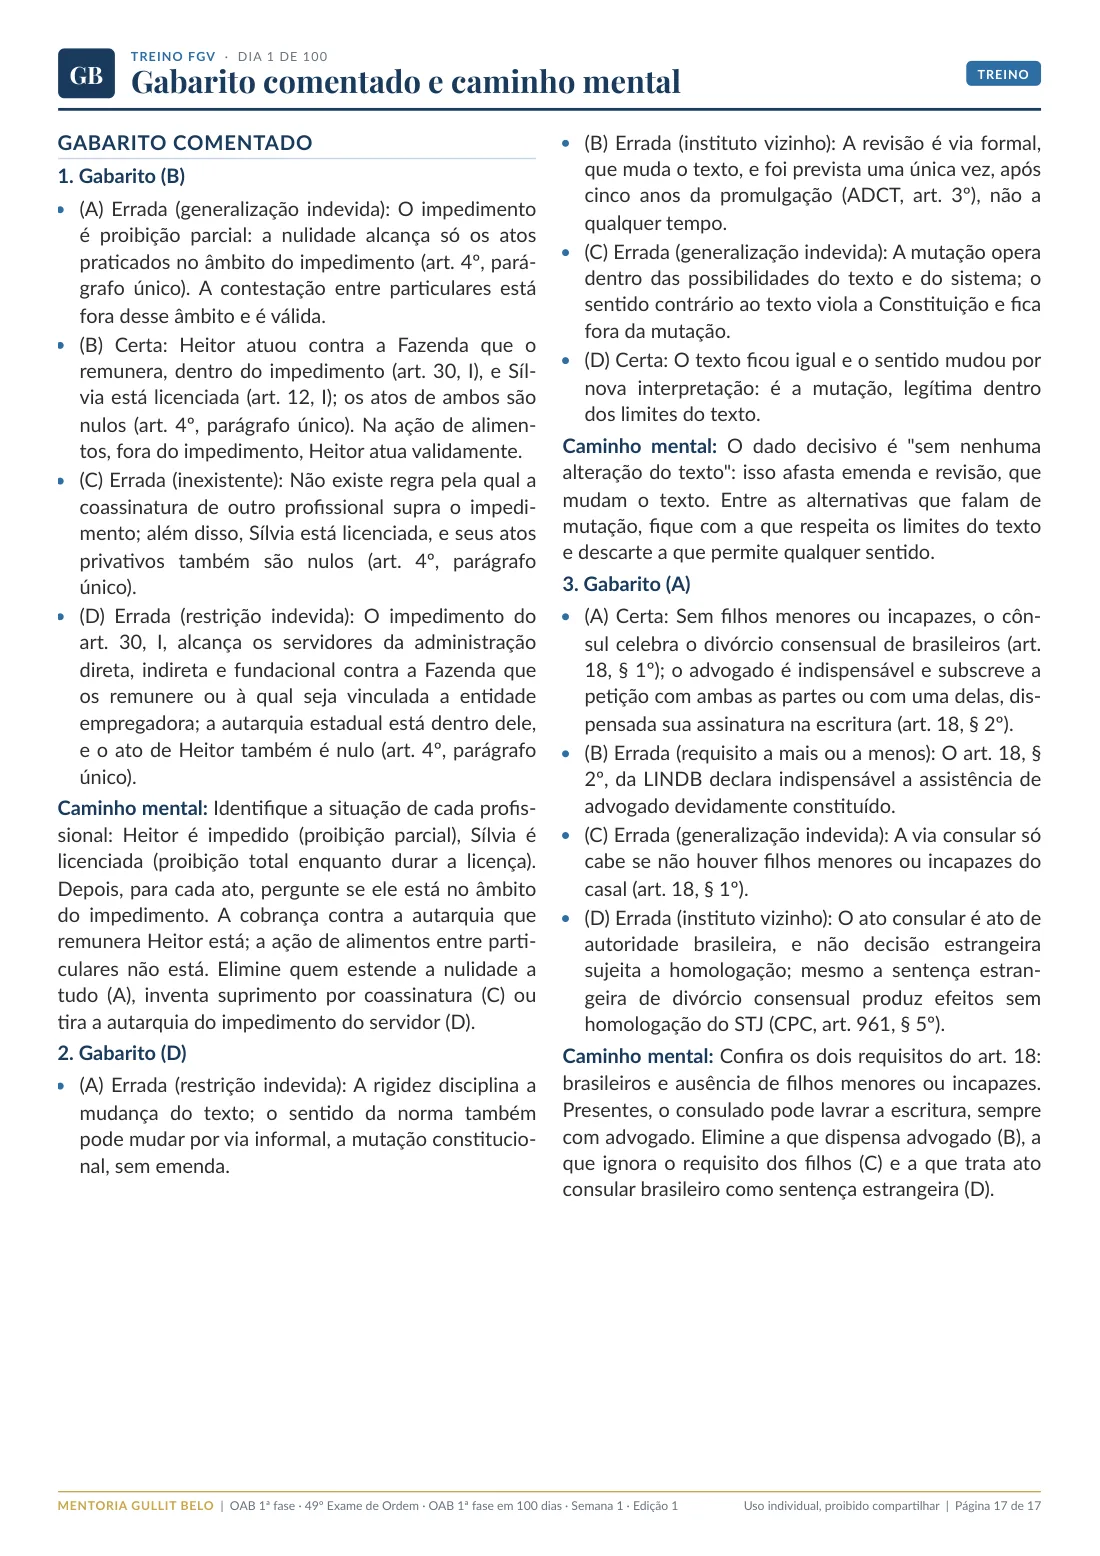 GB
TREINO FGV · DIA 1 DE 100
Gabarito comentado e caminho mental
TREINO
GABARITO COMENTADO
1. Gabarito (B)
• (A) Errada (generalização indevida): O impedimento
é proibição parcial: a nulidade alcança só os atos
praticados no âmbito do impedimento (art. 4º, pará-
grafo único). A contestação entre particulares está
fora desse âmbito e é válida.
• (B) Certa: Heitor atuou contra a Fazenda que o
remunera, dentro do impedimento (art. 30, I), e Síl-
via está licenciada (art. 12, I); os atos de ambos são
nulos (art. 4º, parágrafo único). Na ação de alimen-
tos, fora do impedimento, Heitor atua validamente.
• (C) Errada (inexistente): Não existe regra pela qual a
coassinatura de outro profissional supra o impedi-
mento; além disso, Sílvia está licenciada, e seus atos
privativos também são nulos (art. 4º, parágrafo
único).
• (D) Errada (restrição indevida): O impedimento do
art. 30, I, alcança os servidores da administração
direta, indireta e fundacional contra a Fazenda que
os remunere ou à qual seja vinculada a entidade
empregadora; a autarquia estadual está dentro dele,
e o ato de Heitor também é nulo (art. 4º, parágrafo
único).
Caminho mental: Identifique a situação de cada profis-
sional: Heitor é impedido (proibição parcial), Sílvia é
licenciada (proibição total enquanto durar a licença).
Depois, para cada ato, pergunte se ele está no âmbito
do impedimento. A cobrança contra a autarquia que
remunera Heitor está; a ação de alimentos entre parti-
culares não está. Elimine quem estende a nulidade a
tudo (A), inventa suprimento por coassinatura (C) ou
tira a autarquia do impedimento do servidor (D).
2. Gabarito (D)
• (A) Errada (restrição indevida): A rigidez disciplina a
mudança do texto; o sentido da norma também
pode mudar por via informal, a mutação constitucio-
nal, sem emenda.
• (B) Errada (instituto vizinho): A revisão é via formal,
que muda o texto, e foi prevista uma única vez, após
cinco anos da promulgação (ADCT, art. 3º), não a
qualquer tempo.
• (C) Errada (generalização indevida): A mutação opera
dentro das possibilidades do texto e do sistema; o
sentido contrário ao texto viola a Constituição e fica
fora da mutação.
• (D) Certa: O texto ficou igual e o sentido mudou por
nova interpretação: é a mutação, legítima dentro
dos limites do texto.
Caminho mental: O dado decisivo é "sem nenhuma
alteração do texto": isso afasta emenda e revisão, que
mudam o texto. Entre as alternativas que falam de
mutação, fique com a que respeita os limites do texto
e descarte a que permite qualquer sentido.
3. Gabarito (A)
• (A) Certa: Sem filhos menores ou incapazes, o côn-
sul celebra o divórcio consensual de brasileiros (art.
18, § 1º); o advogado é indispensável e subscreve a
petição com ambas as partes ou com uma delas, dis-
pensada sua assinatura na escritura (art. 18, § 2º).
• (B) Errada (requisito a mais ou a menos): O art. 18, §
2º, da LINDB declara indispensável a assistência de
advogado devidamente constituído.
• (C) Errada (generalização indevida): A via consular só
cabe se não houver filhos menores ou incapazes do
casal (art. 18, § 1º).
• (D) Errada (instituto vizinho): O ato consular é ato de
autoridade brasileira, e não decisão estrangeira
sujeita a homologação; mesmo a sentença estran-
geira de divórcio consensual produz efeitos sem
homologação do STJ (CPC, art. 961, § 5º).
Caminho mental: Confira os dois requisitos do art. 18:
brasileiros e ausência de filhos menores ou incapazes.
Presentes, o consulado pode lavrar a escritura, sempre
com advogado. Elimine a que dispensa advogado (B), a
que ignora o requisito dos filhos (C) e a que trata ato
consular brasileiro como sentença estrangeira (D).
MENTORIA GULLIT BELO | OAB 1ª fase · 49º Exame de Ordem · OAB 1ª fase em 100 dias · Semana 1 · Edição 1
Uso individual, proibido compartilhar | Página 17 de 17